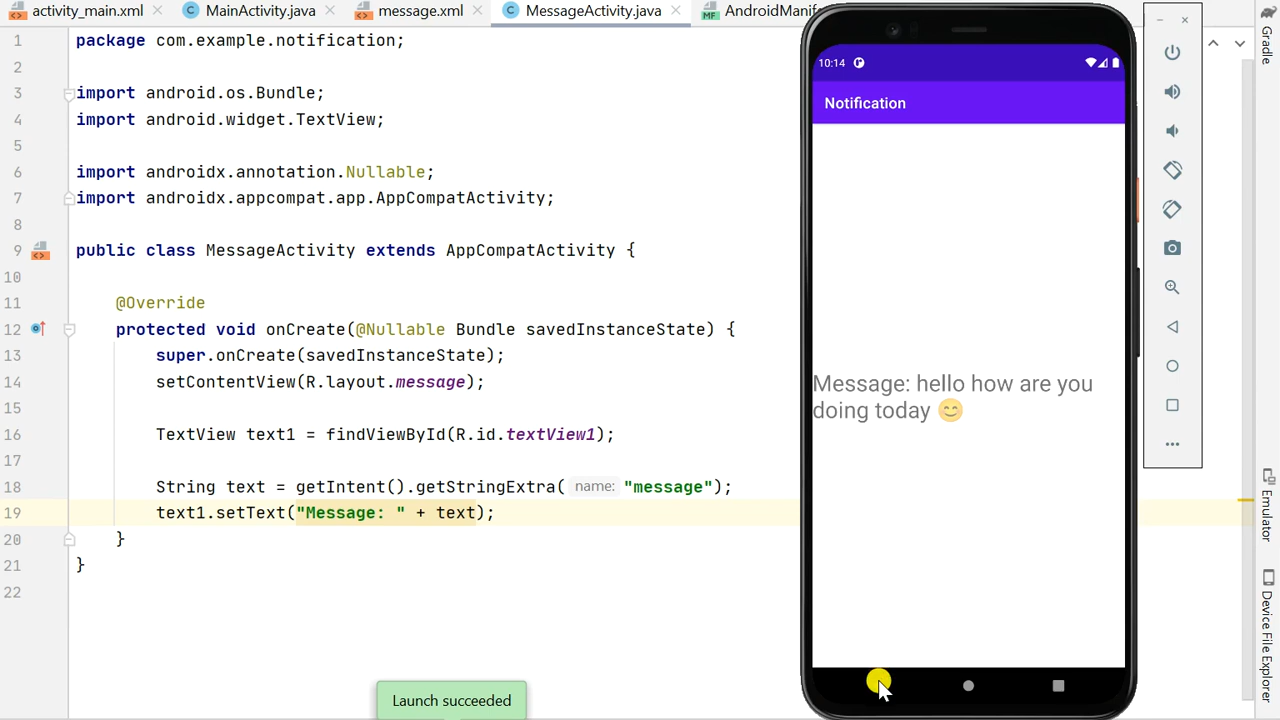 activity_main.xml MainActivity.java message.xml MessageActivity.java AndroidManif
1 package com.example.notification;
2
3 import android.os.Bundle;
4 import android.widget.TextView;
5
6 import androidx.annotation.Nullable;
7 import androidx.appcompat.app.AppCompatActivity;
8
9 public class MessageActivity extends AppCompatActivity {
10
11 @Override
12 protected void onCreate(@Nullable Bundle savedInstanceState) {
13 super.onCreate(savedInstanceState);
14 setContentView(R.layout.message);
15
16 TextView text1 = findViewById(R.id.textView1);
17
18 String text = getIntent().getStringExtra( name: "message");
19 text1.setText("Message: " + text);
20 }
21 }
22
Launch succeeded
10:14
Notification
Message: hello how are you
doing today 😊
Gradle
Emulator
Device File Explorer